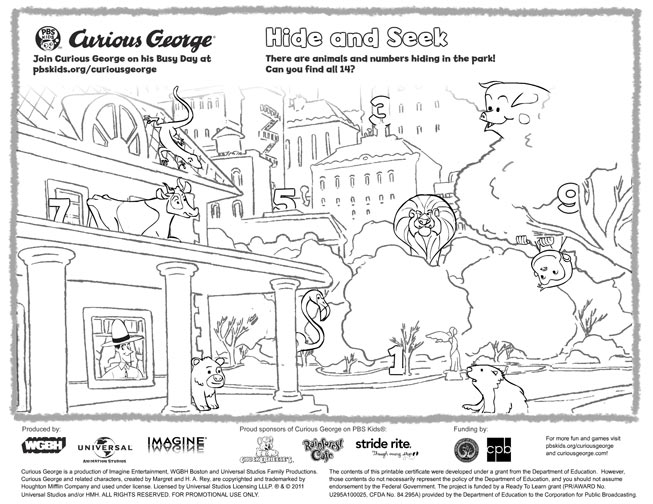 PBS KIDS Curious George®
Join Curious George on his Busy Day at
pbskids.org/curiousgeorge
Hide and Seek
There are animals and numbers hiding in the park!
Can you find all 14?
3
7
5
9
1
Produced by:
WGBH
UNIVERSAL
ANIMATION STUDIOS
IMAGINE
Proud sponsors of Curious George on PBS Kids®:
CHUCK E. CHEESE'S
Rainforest
Cafe
stride rite.
Funding by:
cpb
For more fun and games visit
pbskids.org/curiousgeorge
and curiousgeorge.com!
Curious George is a production of Imagine Entertainment, WGBH Boston and Universal Studios Family Productions.
Curious George and related characters, created by Margret and H. A. Rey, are copyrighted and trademarked by
Houghton Mifflin Company and used under license. Licensed by Universal Studios Licensing LLLP. © & © 2011
Universal Studios and/or HMH. ALL RIGHTS RESERVED. FOR PROMOTIONAL USE ONLY.
The contents of this printable certificate were developed under a grant from the Department of Education. However,
those contents do not necessarily represent the policy of the Department of Education, and you should not assume
endorsement by the Federal Government. The project is funded by a Ready To Learn grant (PR/AWARD No.
U295A100025, CFDA No. 84.295A) provided by the Department of Education to the Corporation for Public Broadcasting.